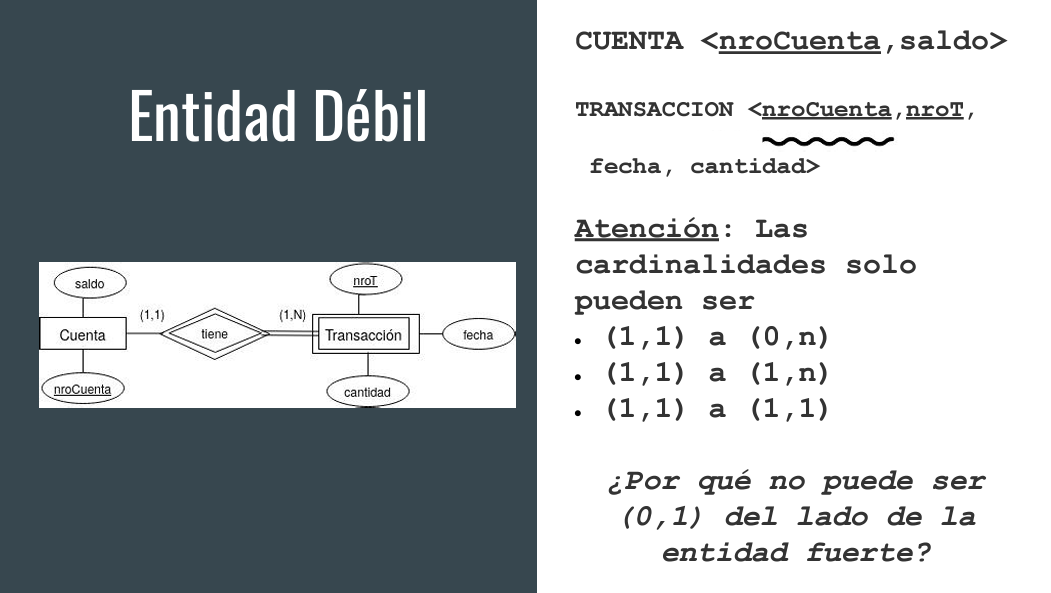 Entidad Débil
saldo
nroT
(1,1)
(1,N)
Cuenta
tiene
Transacción
fecha
nroCuenta
cantidad
CUENTA <nroCuenta,saldo>
TRANSACCION <nroCuenta,nroT,
fecha, cantidad>
Atención: Las
cardinalidades solo
pueden ser
• (1,1) a (0,n)
• (1,1) a (1,n)
• (1,1) a (1,1)
¿Por qué no puede ser
(0,1) del lado de la
entidad fuerte?